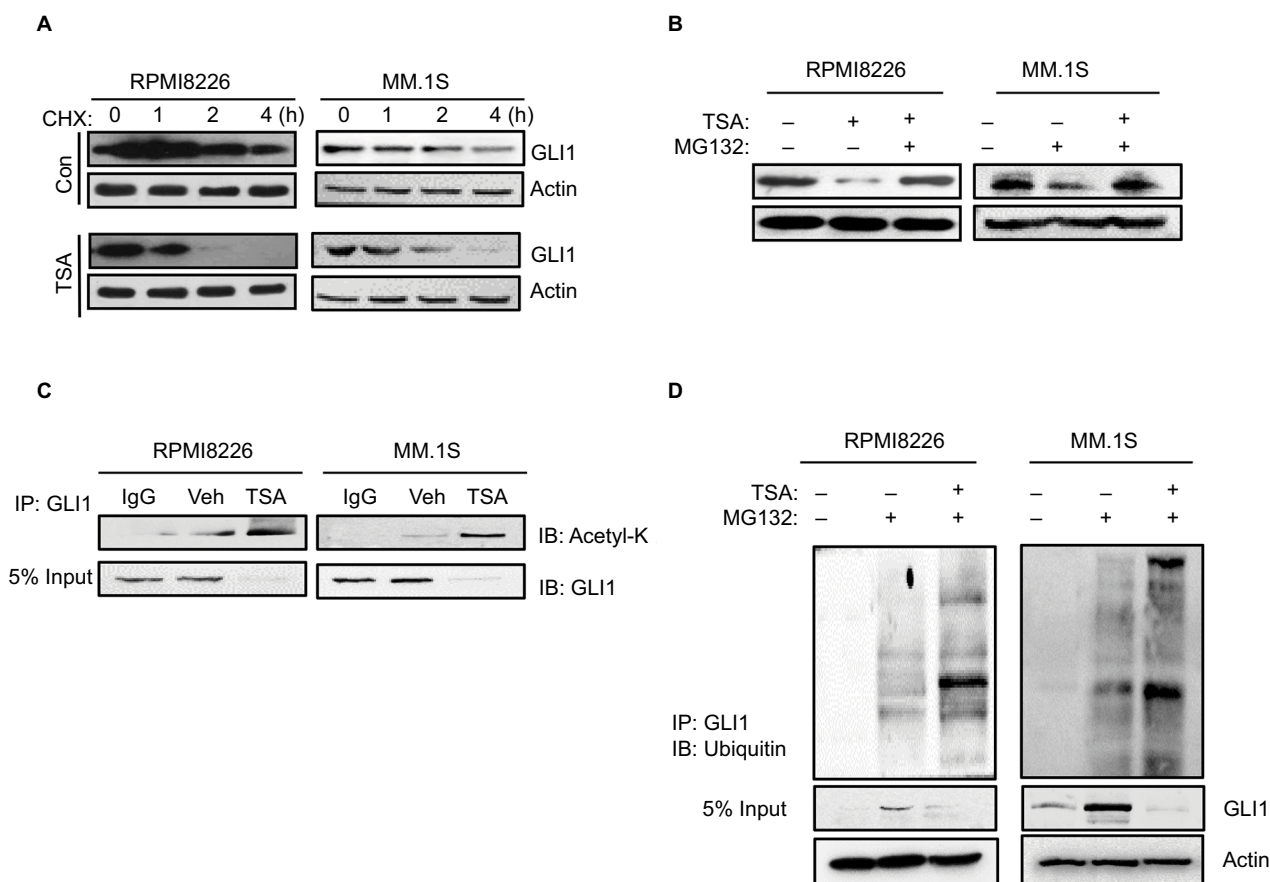 A
RPMI8226 MM.1S
CHX: 0 1 2 4 (h) 0 1 2 4 (h)
Con GLI1
Actin
TSA GLI1
Actin
B
RPMI8226 MM.1S
TSA: – + + – – +
MG132: – – + – + +
C
RPMI8226 MM.1S
IP: GLI1 IgG Veh TSA IgG Veh TSA
IB: Acetyl-K
5% Input IB: GLI1
D
RPMI8226 MM.1S
TSA: – – + – – +
MG132: – + + – + +
IP: GLI1
IB: Ubiquitin
5% Input GLI1
Actin